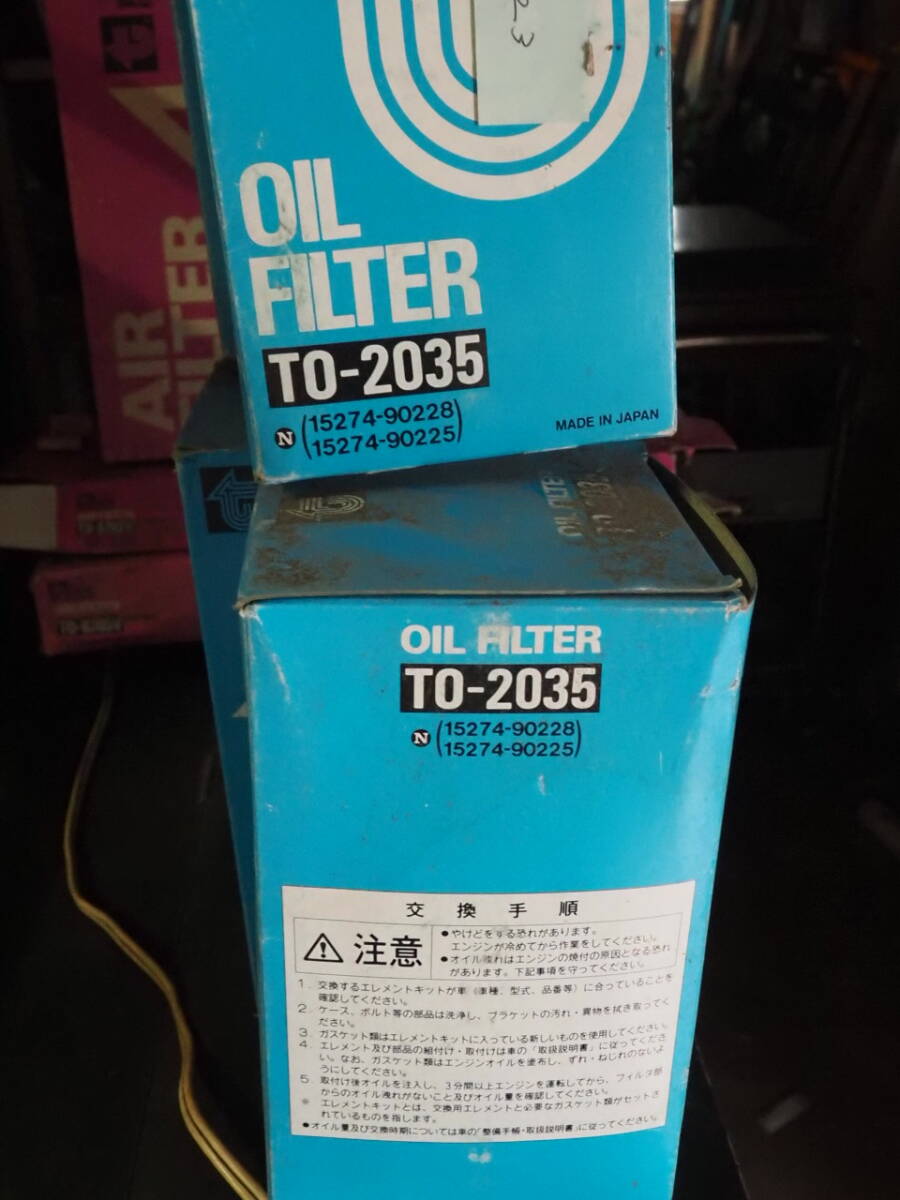 23
OIL
FILTER
TO-2035
N (15274-90228
15274-90225)
MADE IN JAPAN
AIR
FILTER
OIL FILTER
OIL FILTER
TO-2035
N (15274-90228
15274-90225)
交換手順
注意
●やけどをする恐れがあります。
エンジンが冷めてから作業をしてください。
●オイル洩れはエンジンの焼付の原因となる恐れ
があります。下記事項を守ってください。
1. 交換するエレメントキットが車(車種、型式、品番等)に合っていることを
確認してください。
2. ケース、ボルト等の部品は洗浄し、ブラケットの汚れ・異物を拭き取ってく
ださい。
3. ガスケット類はエレメントキットに入っている新しいものを使用してください。
4. エレメント及び部品の組付け・取付けは車の「取扱説明書」に従ってくださ
い。なお、ガスケット類はエンジンオイルを塗布し、ずれ・ねじれのないよ
うにしてください。
5. 取付け後オイルを注入し、3分間以上エンジンを運転してから、フィルタ部
からのオイル洩れがないこと及びオイル量を確認してください。
※ エレメントキットとは、交換用エレメントと必要なガスケット類がセットさ
れているものを指します。
●オイル量及び交換時期については車の「整備手帳・取扱説明書」に従ってください。